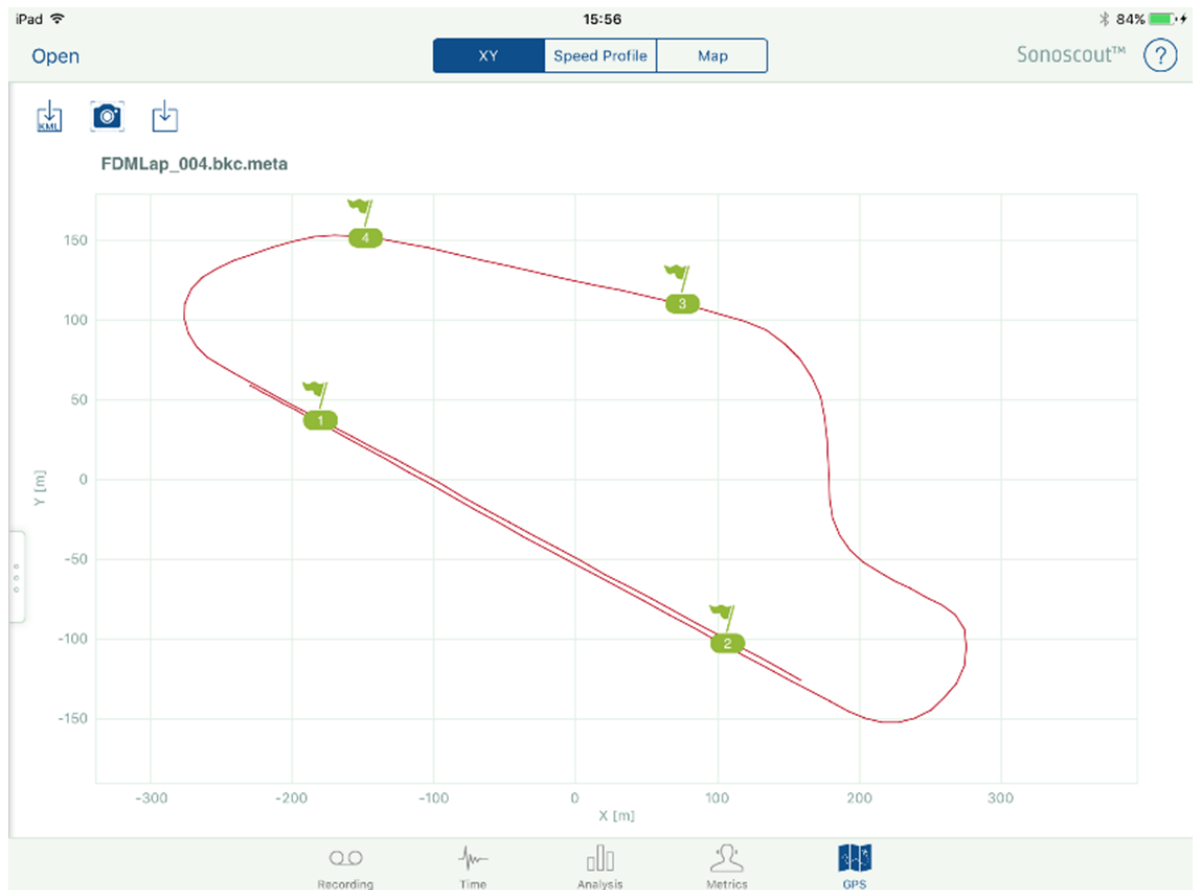 iPad 15:56 84%
Open XY Speed Profile Map Sonoscout™ ?
KML
FDMLap_004.bkc.meta
150
100
50
0
-50
-100
-150
Y [m]
4
3
1
2
-300 -200 -100 0 100 200 300
X [m]
Recording Time Analysis Metrics GPS